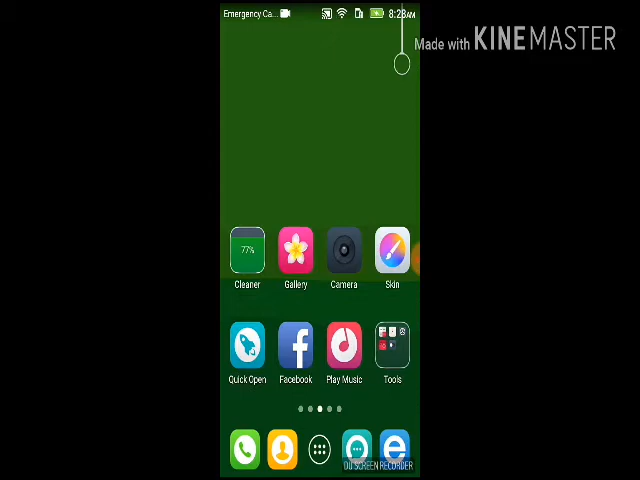 Emergency Ca... 8:23AM
Made with KINEMASTER
77%
Cleaner Gallery Camera Skin
Quick Open Facebook Play Music Tools
DU SCREEN RECORDER